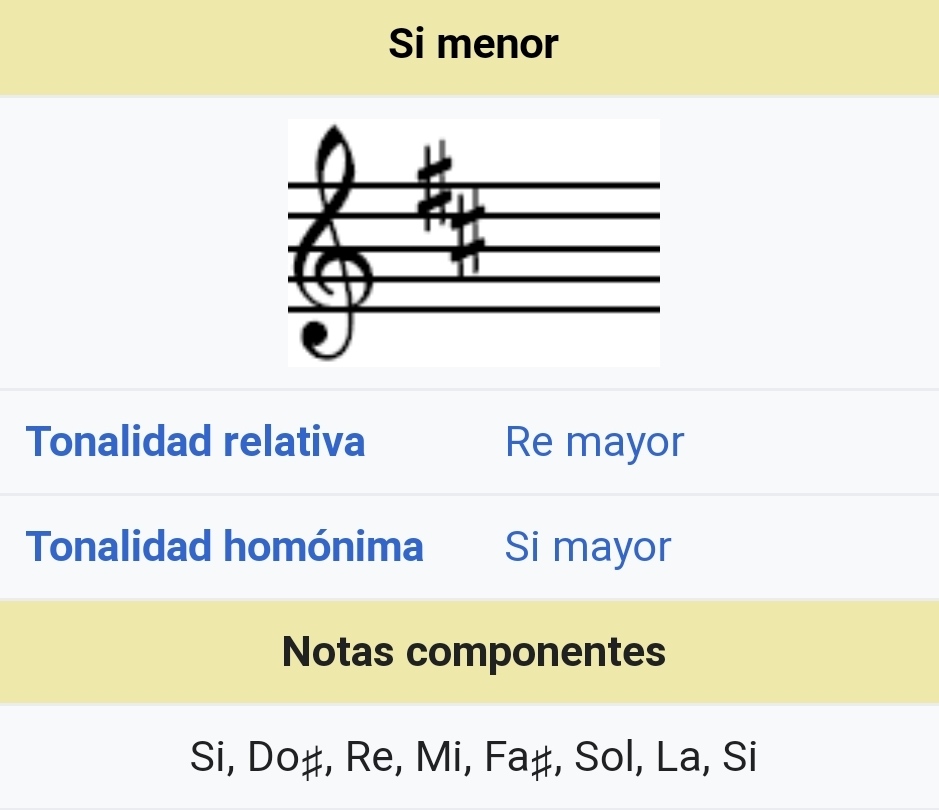 Si menor
Tonalidad relativa Re mayor
Tonalidad homónima Si mayor
Notas componentes
Si, Do♯, Re, Mi, Fa♯, Sol, La, Si